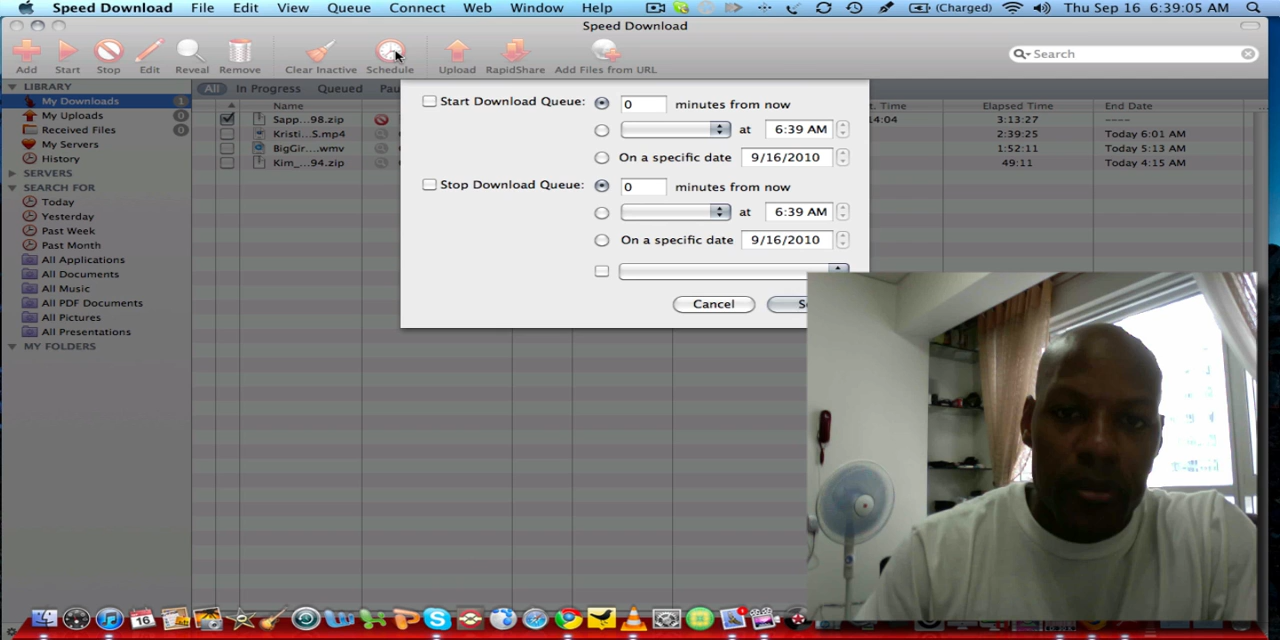 Speed Download File Edit View Queue Connect Web Window Help (Charged) Thu Sep 16 6:39:05 AM
Speed Download
Add Start Stop Edit Reveal Remove Clear Inactive Schedule Upload RapidShare Add Files from URL Search
LIBRARY
My Downloads 1
My Uploads 0
Received Files 0
My Servers
History
SERVERS
SEARCH FOR
Today
Yesterday
Past Week
Past Month
All Applications
All Documents
All Music
All PDF Documents
All Pictures
All Presentations
MY FOLDERS
All In Progress Queued Pau
Name Time Elapsed Time End Date
Sapp...98.zip 14:04 3:13:27 ----
Kristi...S.mp4 2:39:25 Today 6:01 AM
BigGir....wmv 1:52:11 Today 5:13 AM
Kim_...94.zip 49:11 Today 4:15 AM
Start Download Queue: 0 minutes from now
at 6:39 AM
On a specific date 9/16/2010
Stop Download Queue: 0 minutes from now
at 6:39 AM
On a specific date 9/16/2010
Cancel S
16